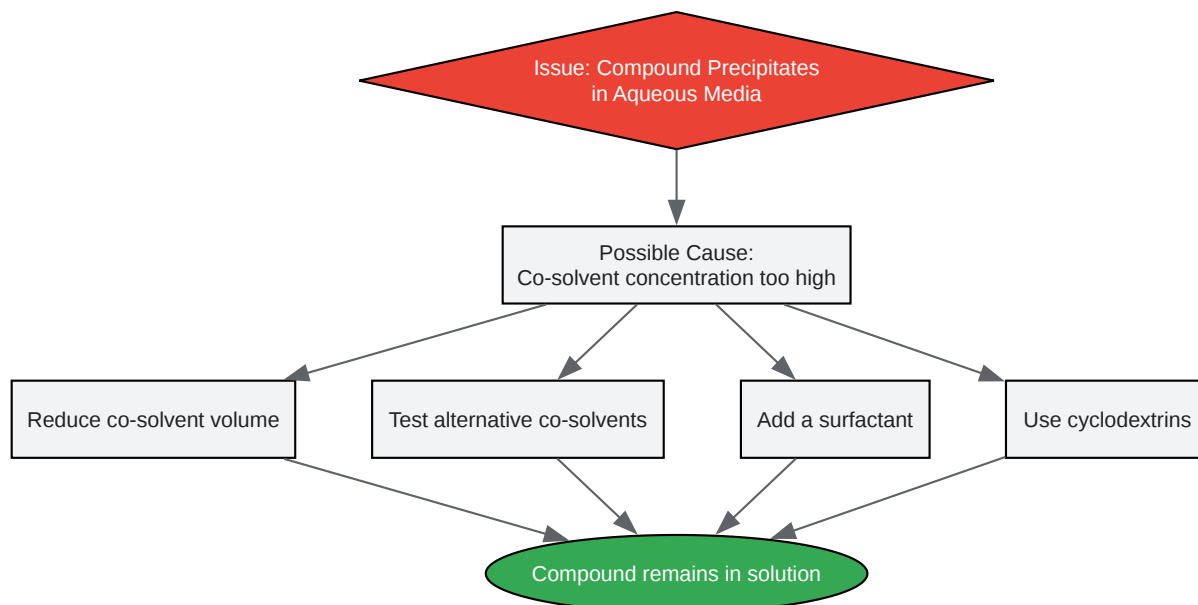 Issue: Compound Precipitates
in Aqueous Media
Possible Cause:
Co-solvent concentration too high
Reduce co-solvent volume
Test alternative co-solvents
Add a surfactant
Use cyclodextrins
Compound remains in solution